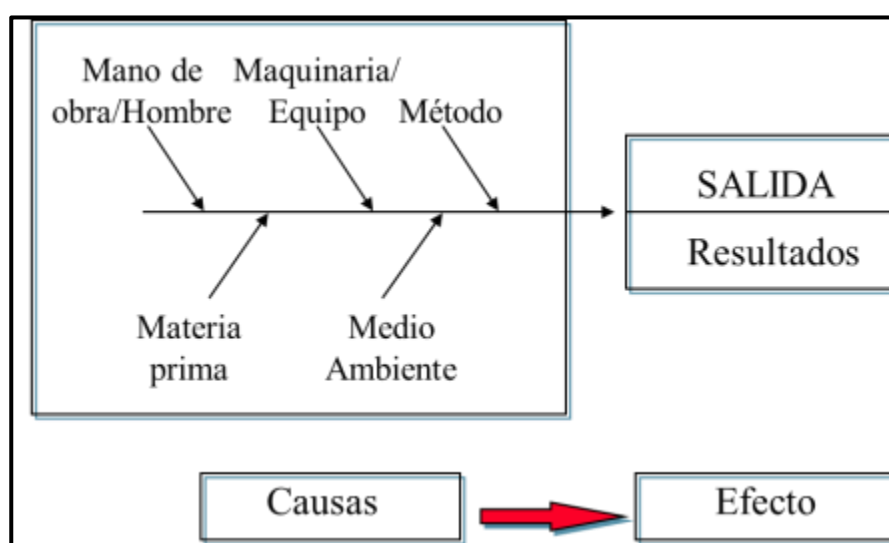 Mano de
obra/Hombre
Maquinaria/
Equipo
Método
SALIDA
Resultados
Materia
prima
Medio
Ambiente
Causas
Efecto